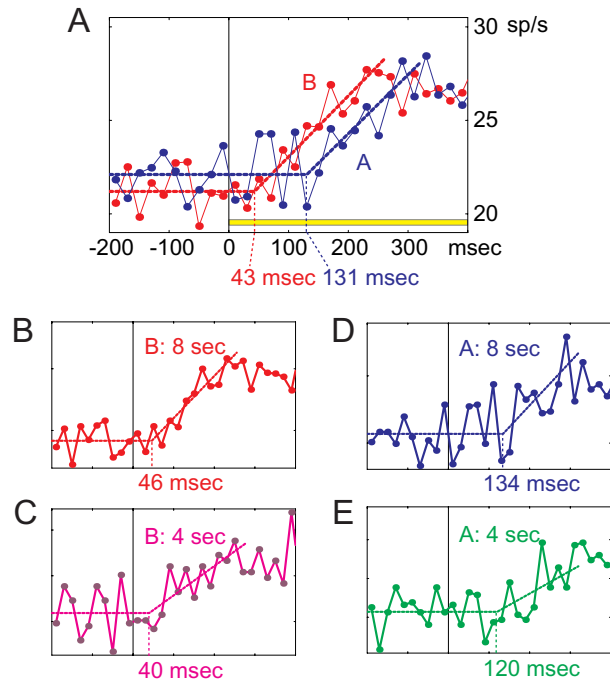 A
30 sp/s
B
25
A
20
-200 -100 0 100 200 300 msec
43 msec 131 msec
B
B: 8 sec
46 msec
D
A: 8 sec
134 msec
C
B: 4 sec
40 msec
E
A: 4 sec
120 msec